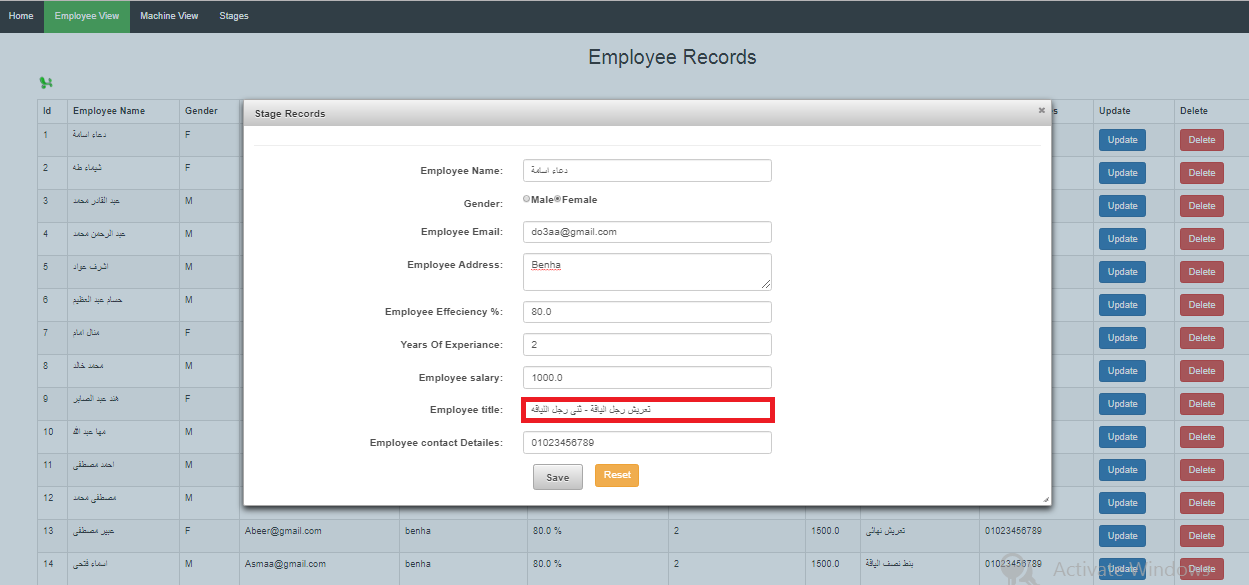 Home Employee View Machine View Stages
Employee Records
Id Employee Name Gender Update Delete
Stage Records
1 دعاء اسامة F Update Delete
2 شيماء طه F Update Delete
3 عبد القادر محمد M Update Delete
4 عبد الرحمن محمد M Update Delete
5 اشرف عواد M Update Delete
6 حسام عبد العظيم M Update Delete
7 منال امام F Update Delete
8 محمد خالد M Update Delete
9 هند عبد الصابر F Update Delete
10 مها عبد الله M Update Delete
11 احمد مصطفى M Update Delete
12 مصطفى محمد M Update Delete
Employee Name: دعاء اسامة
Gender: Male Female
Employee Email: do3aa@gmail.com
Employee Address: Benha
Employee Effeciency %: 80.0
Years Of Experiance: 2
Employee salary: 1000.0
Employee title: تعريش رجل الياقة - ثنى رجل اللياقه
Employee contact Detailes: 01023456789
Save Reset
13 عبير مصطفى F Abeer@gmail.com benha 80.0 % 2 1500.0 تعريش نهائى 01023456789 Update Delete
14 اسماء فتحى M Asmaa@gmail.com benha 80.0 % 2 1500.0 بنط نصف الياقة 01023456789 Update Delete
Activate Windows